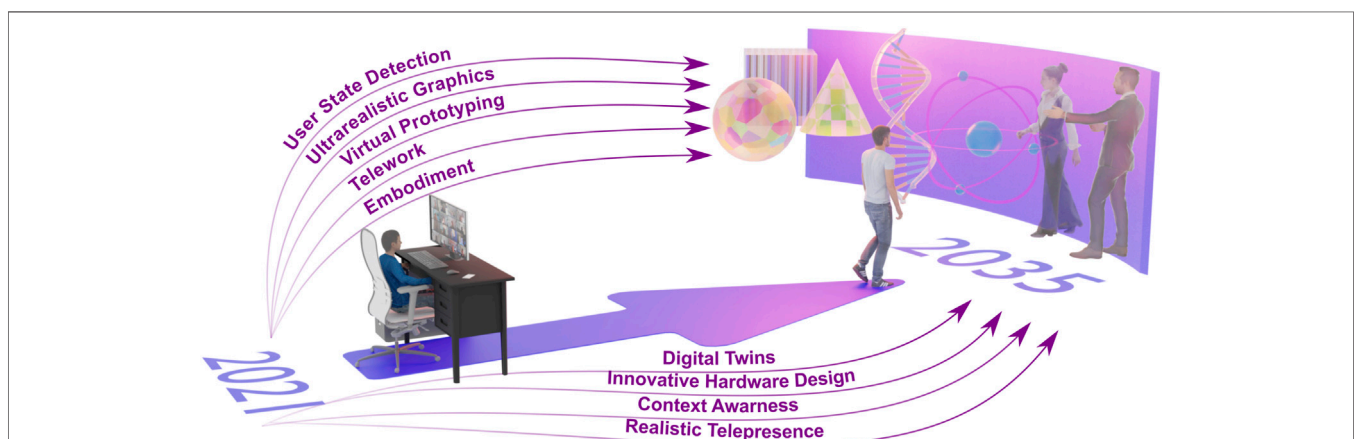 User State Detection
Ultrarealistic Graphics
Virtual Prototyping
Telework
Embodiment
2035
2021
Digital Twins
Innovative Hardware Design
Context Awarness
Realistic Telepresence